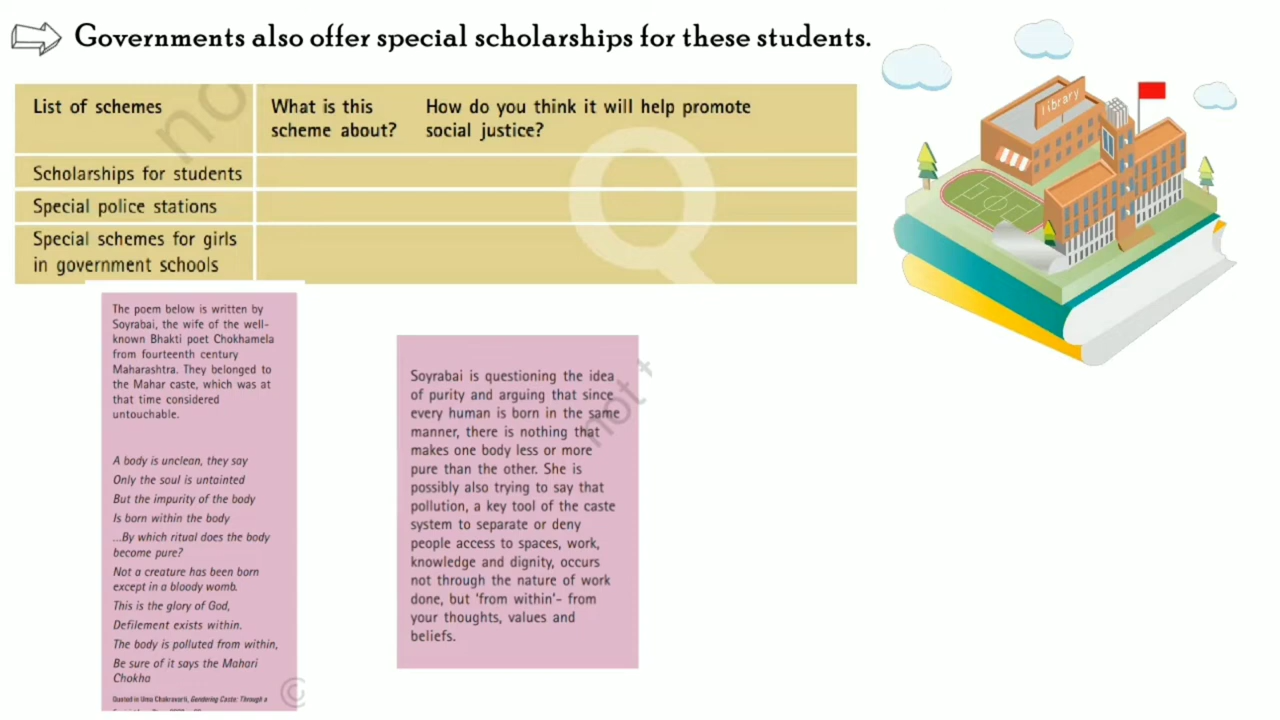 Governments also offer special scholarships for these students.
List of schemes
What is this
scheme about?
How do you think it will help promote
social justice?
Scholarships for students
Special police stations
Special schemes for girls
in government schools
Library
The poem below is written by
Soyrabai, the wife of the well-
known Bhakti poet Chokhamela
from fourteenth century
Maharashtra. They belonged to
the Mahar caste, which was at
that time considered
untouchable.
A body is unclean, they say
Only the soul is untainted
But the impurity of the body
Is born within the body
...By which ritual does the body
become pure?
Not a creature has been born
except in a bloody womb.
This is the glory of God,
Defilement exists within.
The body is polluted from within,
Be sure of it says the Mahari
Chokha
Quoted in Uma Chakravarti, Gendering Caste: Through a
Soyrabai is questioning the idea
of purity and arguing that since
every human is born in the same
manner, there is nothing that
makes one body less or more
pure than the other. She is
possibly also trying to say that
pollution, a key tool of the caste
system to separate or deny
people access to spaces, work,
knowledge and dignity, occurs
not through the nature of work
done, but 'from within'- from
your thoughts, values and
beliefs.
no
Q
not t
©